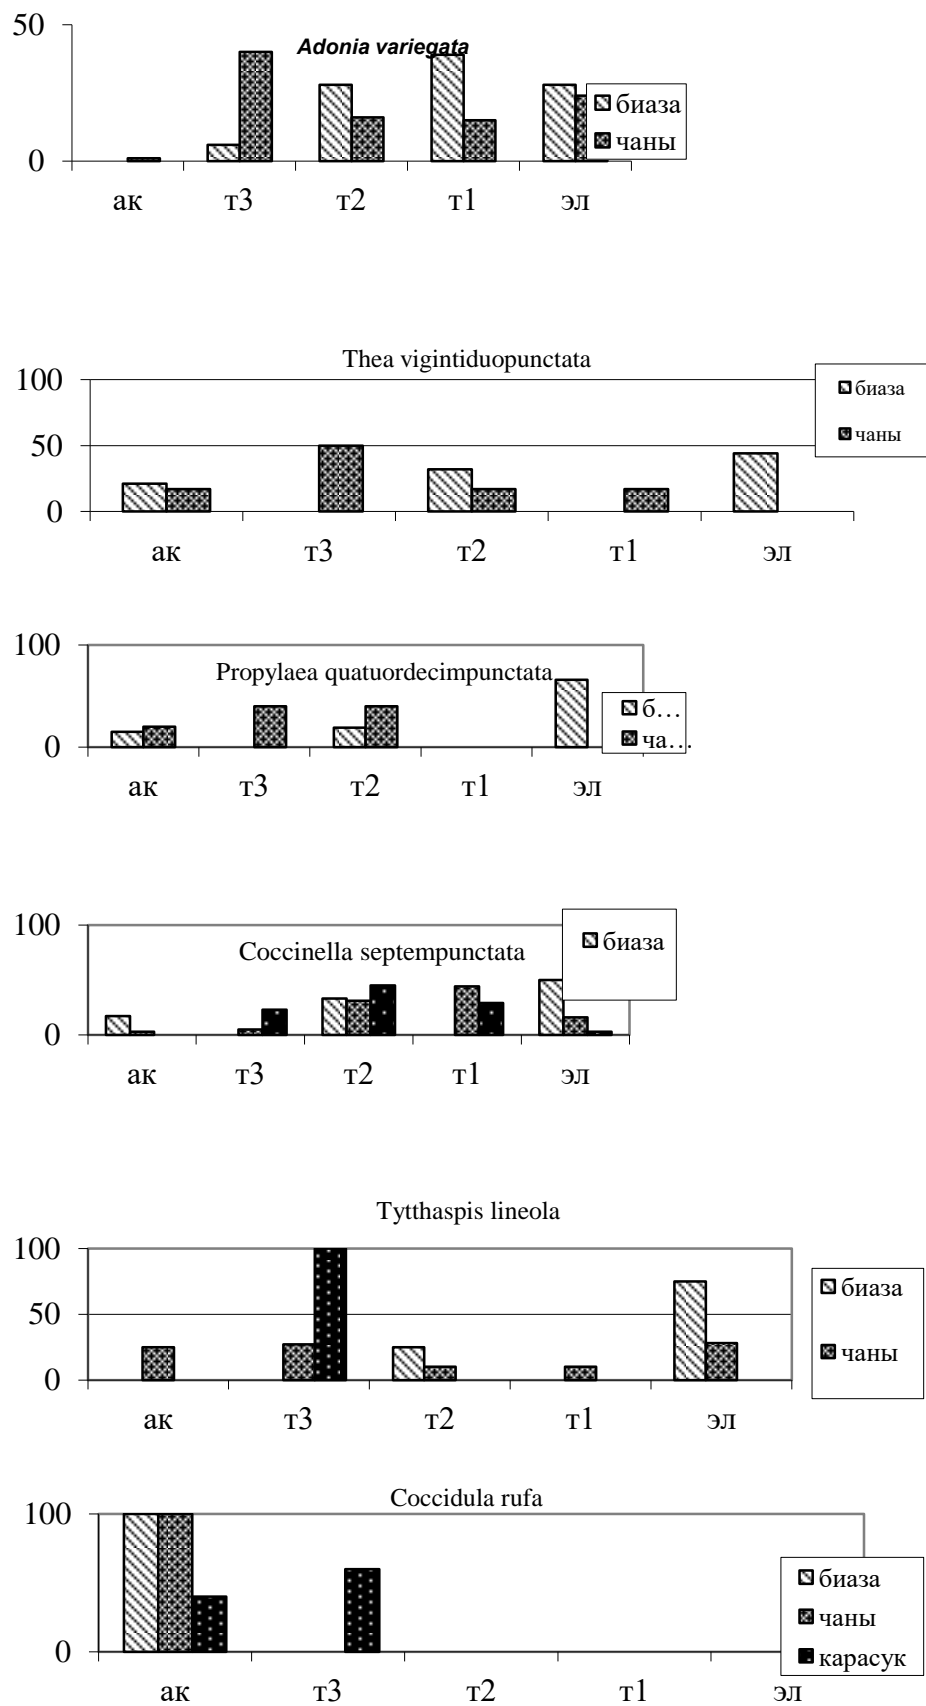 50
Adonia variegata
биаза
чаны
0
ак т3 т2 т1 эл
Thea vigintiduopunctata
100
биаза
50
чаны
0
ак т3 т2 т1 эл
100
Propylaea quatuordecimpunctata
б...
ча...
0
ак т3 т2 т1 эл
100
биаза
Coccinella septempunctata
0
ак т3 т2 т1 эл
Tytthaspis lineola
100
биаза
50
чаны
0
ак т3 т2 т1 эл
Coccidula rufa
100
биаза
чаны
0
карасук
ак т3 т2 т1 эл